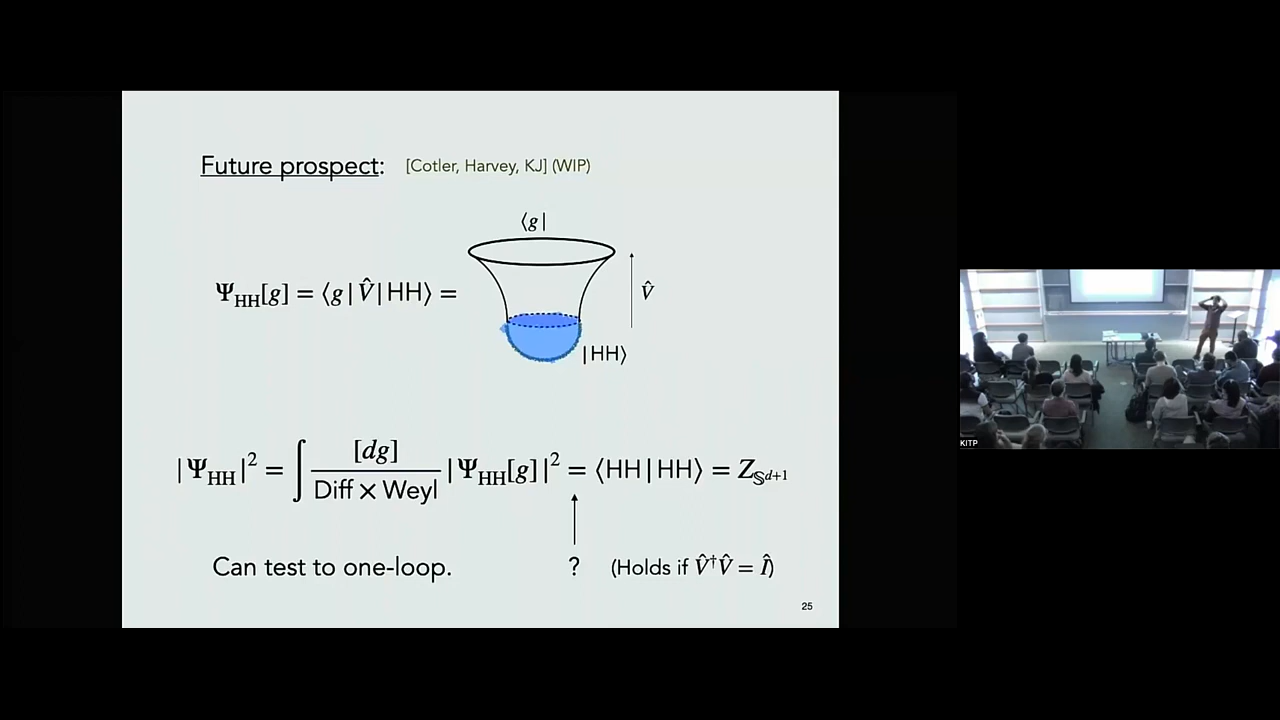 Future prospect: [Cotler, Harvey, KJ] (WIP)
⟨g|
Ψ_HH[g] = ⟨g|V̂|HH⟩ =
V̂
|HH⟩
|Ψ_HH|² = ∫ [dg] / Diff × Weyl |Ψ_HH[g]|² = ⟨HH|HH⟩ = Z_𝕊^{d+1}
Can test to one-loop. ? (Holds if V̂†V̂ = Î)
25
KITP